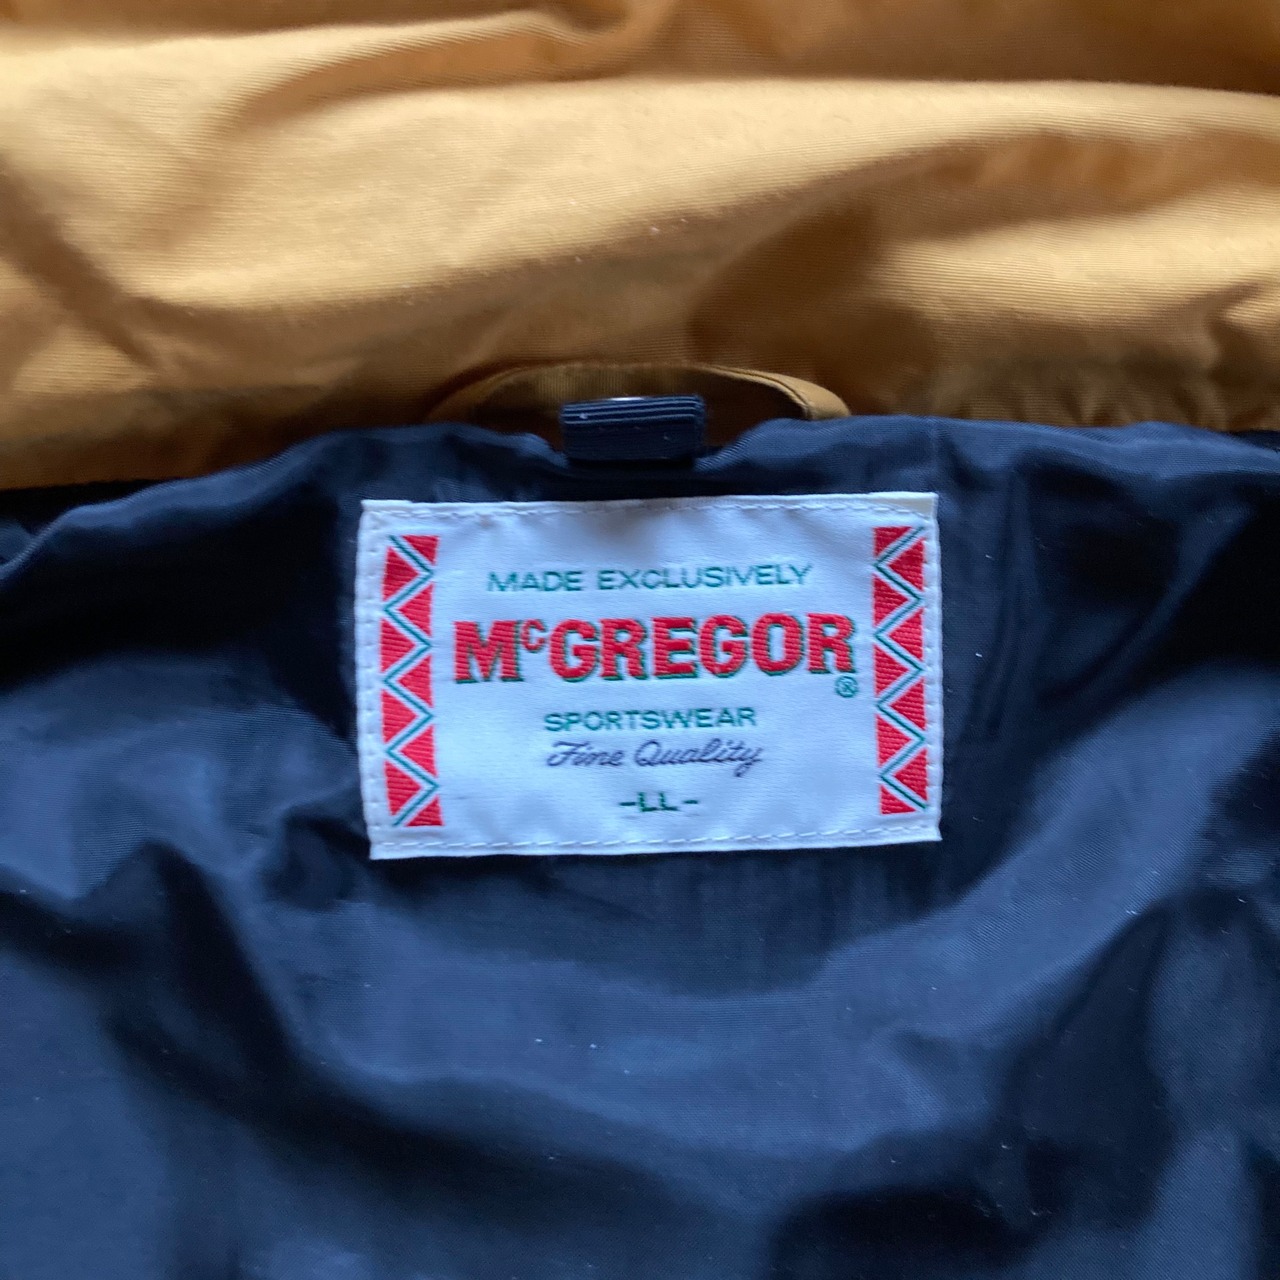 MADE EXCLUSIVELY
McGREGOR®
SPORTSWEAR
Fine Quality
-LL-